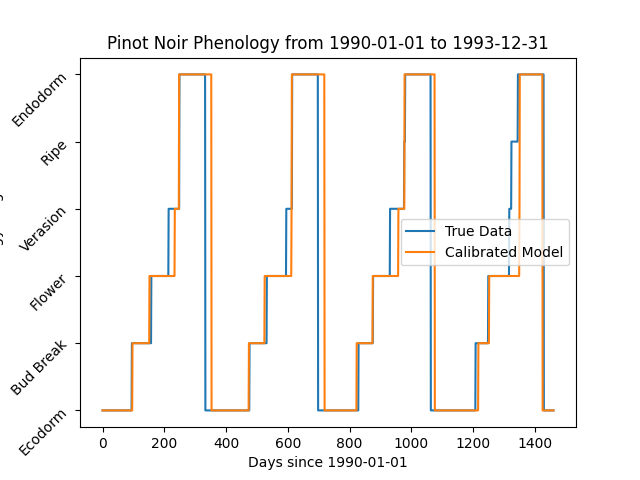 Pinot Noir Phenology from 1990-01-01 to 1993-12-31
Endodorm
Ripe
Verasion
Flower
Bud Break
Ecodorm
True Data
Calibrated Model
0 200 400 600 800 1000 1200 1400
Days since 1990-01-01